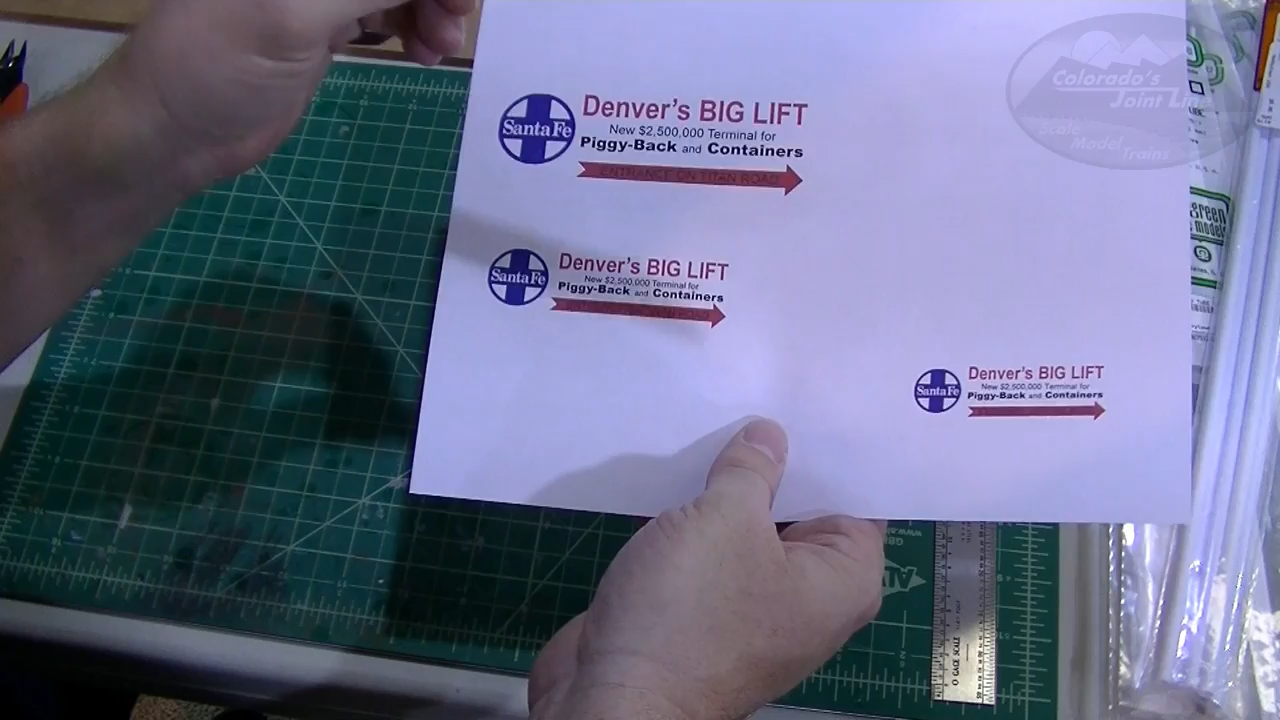 Colorado's
Joint Line
Scale
Model
Trains
Santa Fe
Denver's BIG LIFT
New $2,500,000 Terminal for
Piggy-Back and Containers
ENTRANCE ON TITAN ROAD
Santa Fe
Denver's BIG LIFT
New $2,500,000 Terminal for
Piggy-Back and Containers
Santa Fe
Denver's BIG LIFT
New $2,500,000 Terminal for
Piggy-Back and Containers
O GAGE SCALE